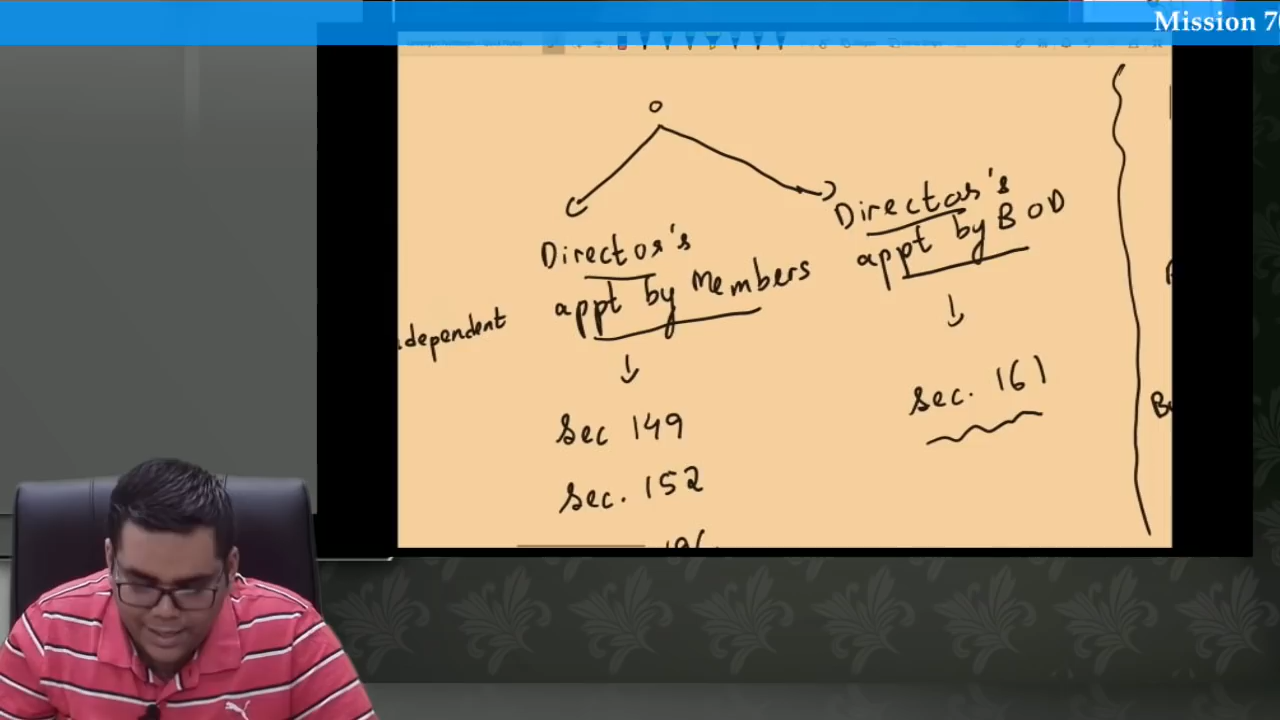 Mission 7
Director's
appt by BOD
Director's
appt by Members
dependent
Sec 149
Sec. 152
Sec. 161